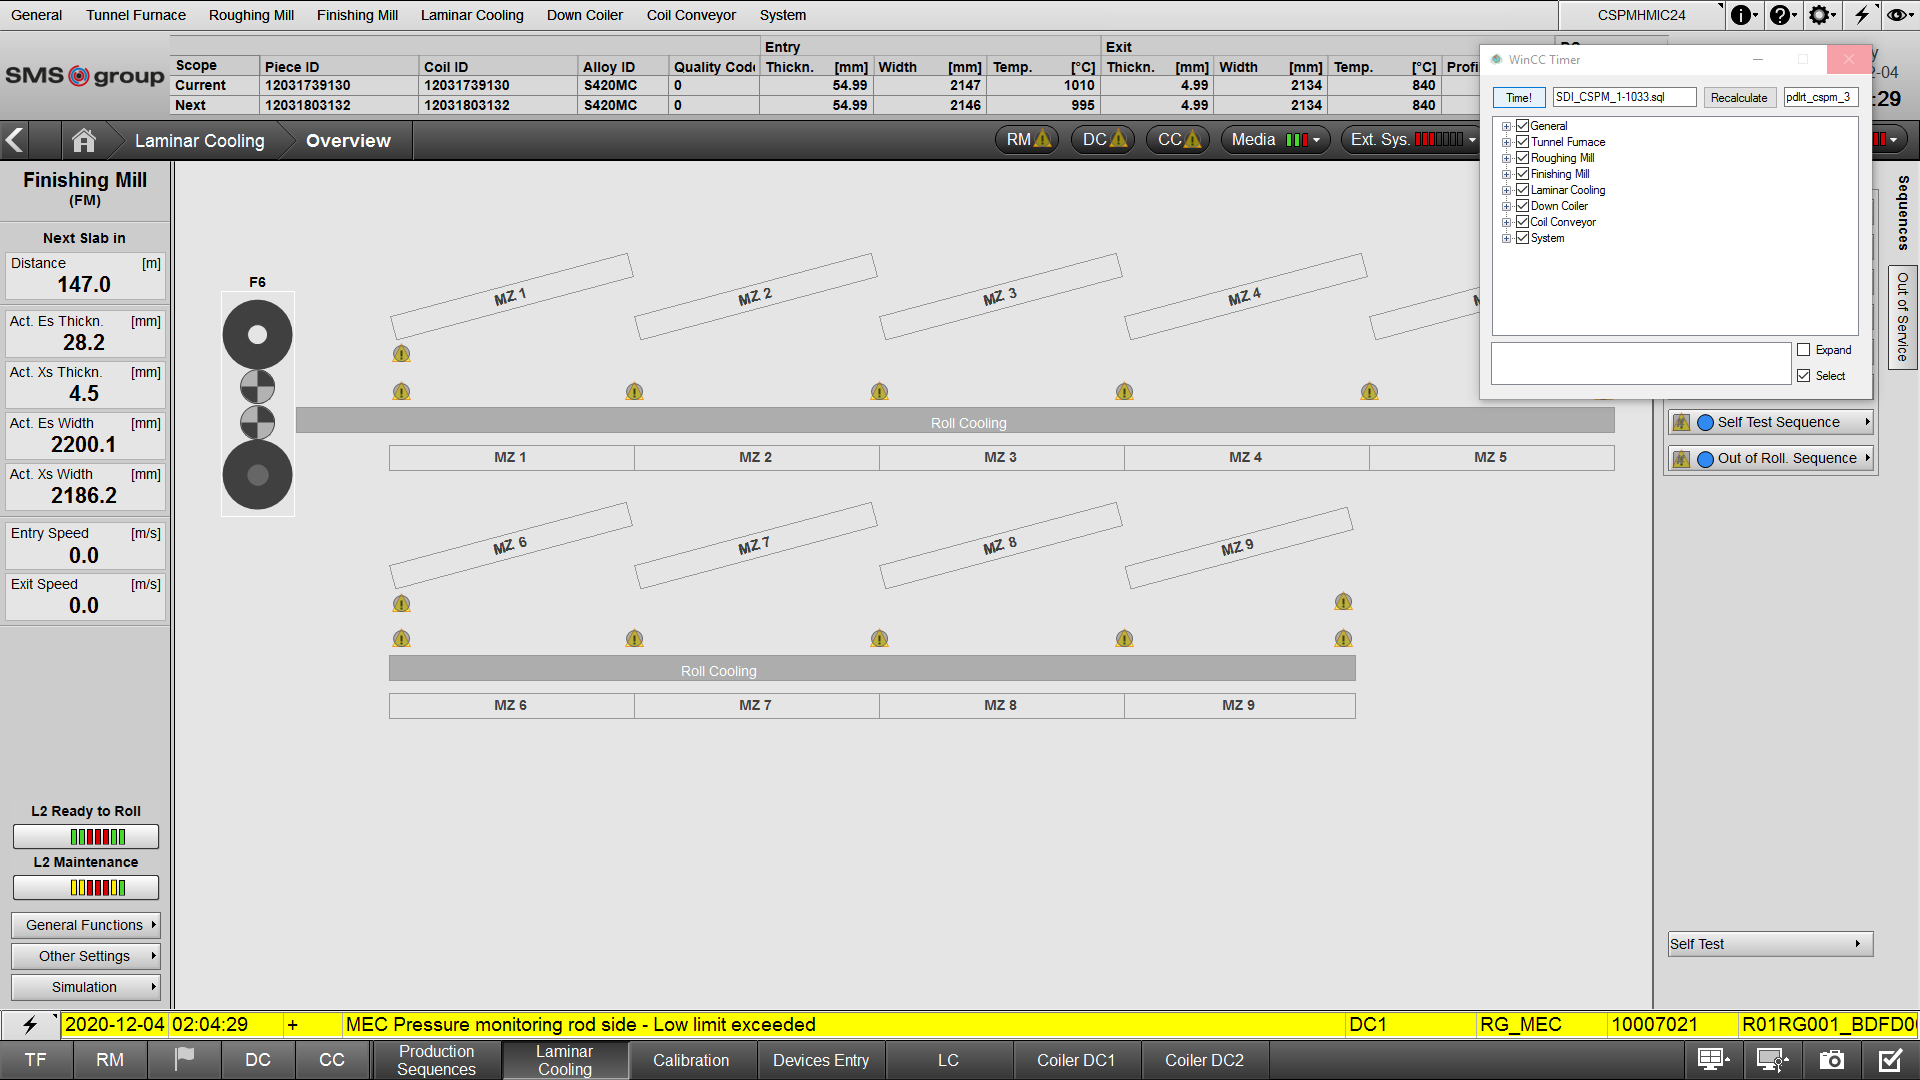 General Tunnel Furnace Roughing Mill Finishing Mill Laminar Cooling Down Coiler Coil Conveyor System CSPMHMIC24
SMS group
Entry Exit
Scope Piece ID Coil ID Alloy ID Quality Code Thickn. [mm] Width [mm] Temp. [°C] Thickn. [mm] Width [mm] Temp. [°C] Profi
Current 12031739130 12031739130 S420MC 0 54.99 2147 1010 4.99 2134 840
Next 12031803132 12031803132 S420MC 0 54.99 2146 995 4.99 2134 840
-04
:29
Laminar Cooling Overview RM DC CC Media Ext. Sys.
WinCC Timer
Time! SDI_CSPM_1-1033.sql Recalculate pdlrt_cspm_3
General
Tunnel Furnace
Roughing Mill
Finishing Mill
Laminar Cooling
Down Coiler
Coil Conveyor
System
Expand
Select
Sequences
Out of Service
Finishing Mill
(FM)
Next Slab in
Distance [m]
147.0
Act. Es Thickn. [mm]
28.2
Act. Xs Thickn. [mm]
4.5
Act. Es Width [mm]
2200.1
Act. Xs Width [mm]
2186.2
Entry Speed [m/s]
0.0
Exit Speed [m/s]
0.0
L2 Ready to Roll
L2 Maintenance
General Functions
Other Settings
Simulation
F6
MZ 1 MZ 2 MZ 3 MZ 4
Roll Cooling
MZ 1 MZ 2 MZ 3 MZ 4 MZ 5
MZ 6 MZ 7 MZ 8 MZ 9
Roll Cooling
MZ 6 MZ 7 MZ 8 MZ 9
Self Test Sequence
Out of Roll. Sequence
Self Test
2020-12-04 02:04:29 + MEC Pressure monitoring rod side - Low limit exceeded DC1 RG_MEC 10007021 R01RG001_BDFD0
TF RM DC CC Production Sequences Laminar Cooling Calibration Devices Entry LC Coiler DC1 Coiler DC2